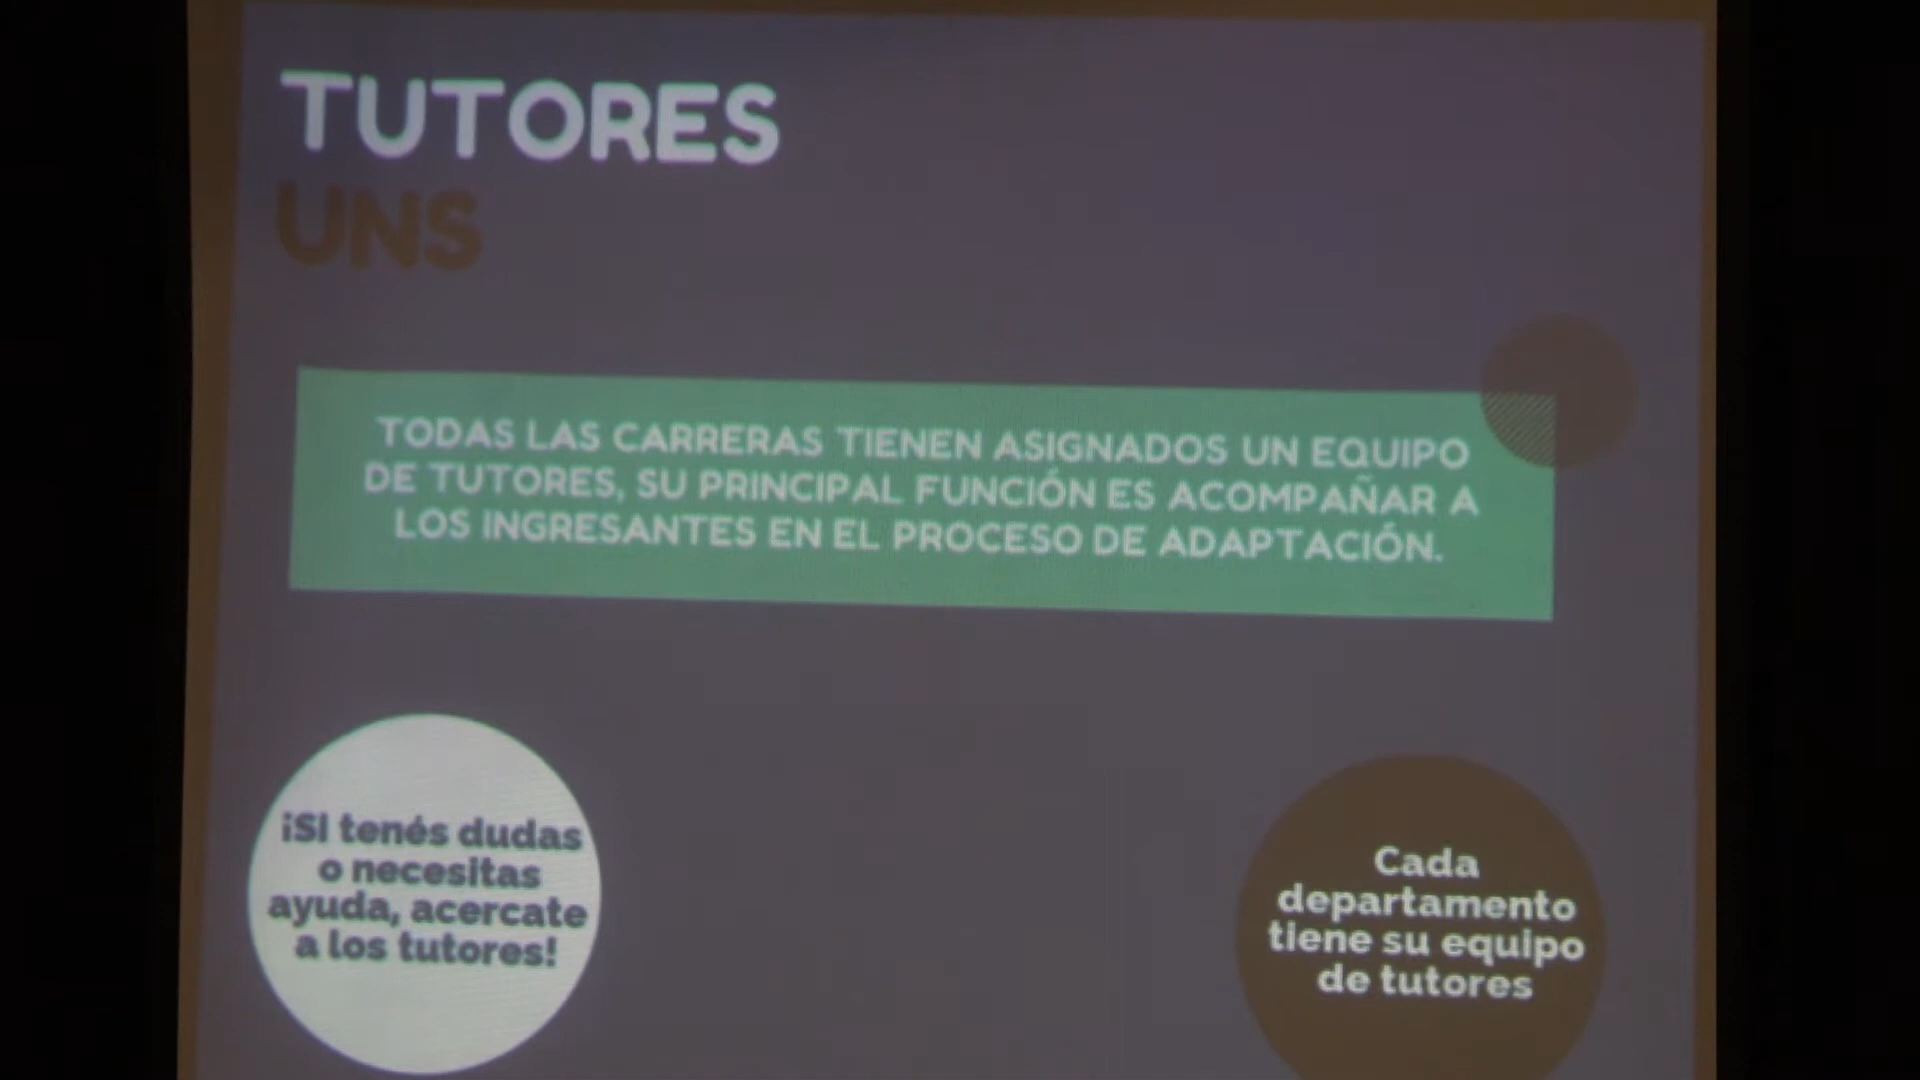 TUTORES
UNS
TODAS LAS CARRERAS TIENEN ASIGNADOS UN EQUIPO
DE TUTORES, SU PRINCIPAL FUNCIÓN ES ACOMPAÑAR A
LOS INGRESANTES EN EL PROCESO DE ADAPTACIÓN.
¡SI tenés dudas
o necesitas
ayuda, acercate
a los tutores!
Cada
departamento
tiene su equipo
de tutores